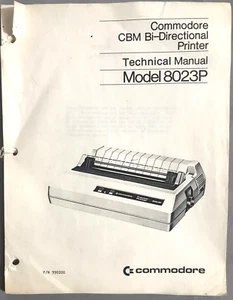 Commodore
CBM Bi-Directional
Printer
Technical Manual
Model 8023P
commodore